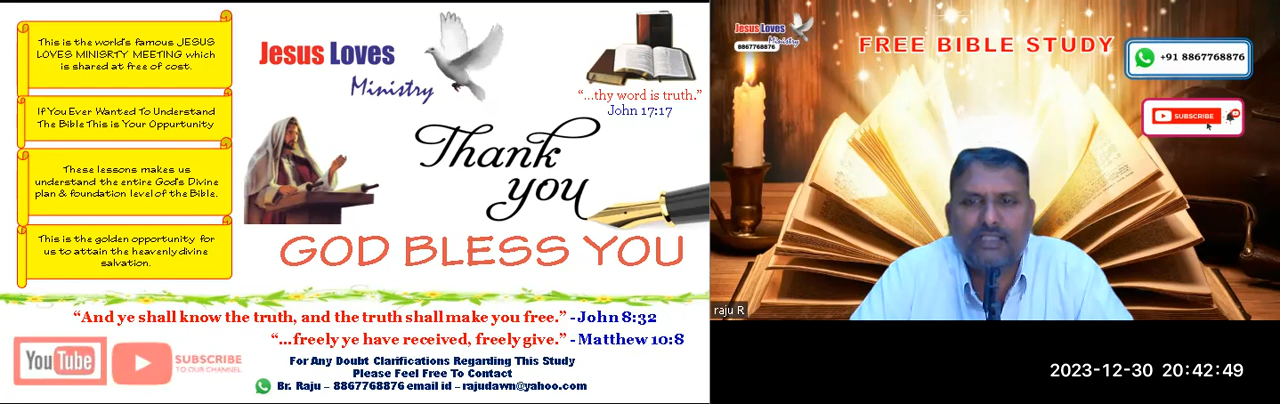 This is the world's famous JESUS
LOVES MINISRTY MEETING which
is shared at free of cost.
If You Ever Wanted To Understand
The Bible This is Your Oppurtunity
These lessons makes us
understand the entire God's Divine
plan & foundation level of the Bible.
This is the golden opportunity for
us to attain the heavenly divine
salvation.
Jesus Loves
Ministry
"...thy word is truth."
John 17:17
Thank
you
GOD BLESS YOU
"And ye shall know the truth, and the truth shall make you free." - John 8:32
"...freely ye have received, freely give." - Matthew 10:8
YouTube
SUBSCRIBE
TO OUR CHANNEL
For Any Doubt Clarifications Regarding This Study
Please Feel Free To Contact
Br. Raju – 8867768876 email id – rajudawn@yahoo.com
Jesus Loves
Ministry
8867768876
FREE BIBLE STUDY
+91 8867768876
SUBSCRIBE
raju R
2023-12-30 20:42:49